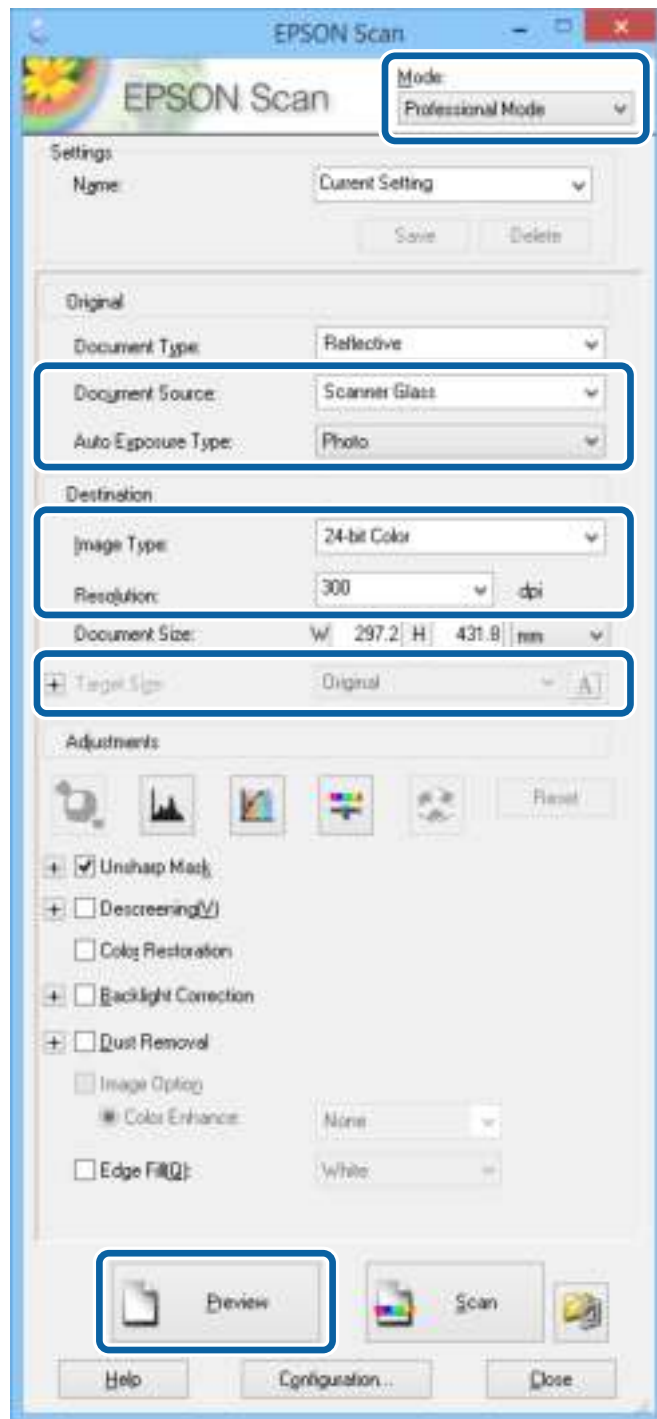 EPSON Scan
EPSON Scan
Mode:
Professional Mode
Settings
Name:
Current Setting
Save Delete
Original
Document Type: Reflective
Document Source: Scanner Glass
Auto Exposure Type: Photo
Destination
Image Type: 24-bit Color
Resolution: 300 dpi
Document Size: W 297.2 H 431.8 mm
Target Size Original A
Adjustments
Reset
Unsharp Mask
Descreening(V)
Color Restoration
Backlight Correction
Dust Removal
Image Option
Color Enhance: None
Edge Fill(Q): White
Preview Scan
Help Configuration... Close